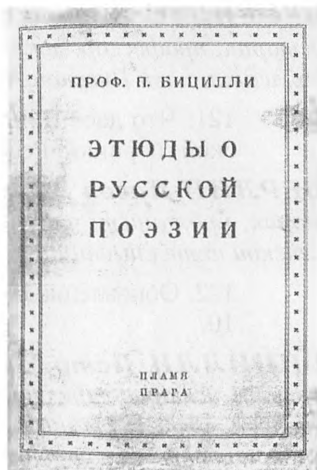 ПРОФ. П. БИЦИЛЛИ
ЭТЮДЫ О
РУССКОЙ
ПОЭЗИИ
ПЛАМЯ
ПРАГА